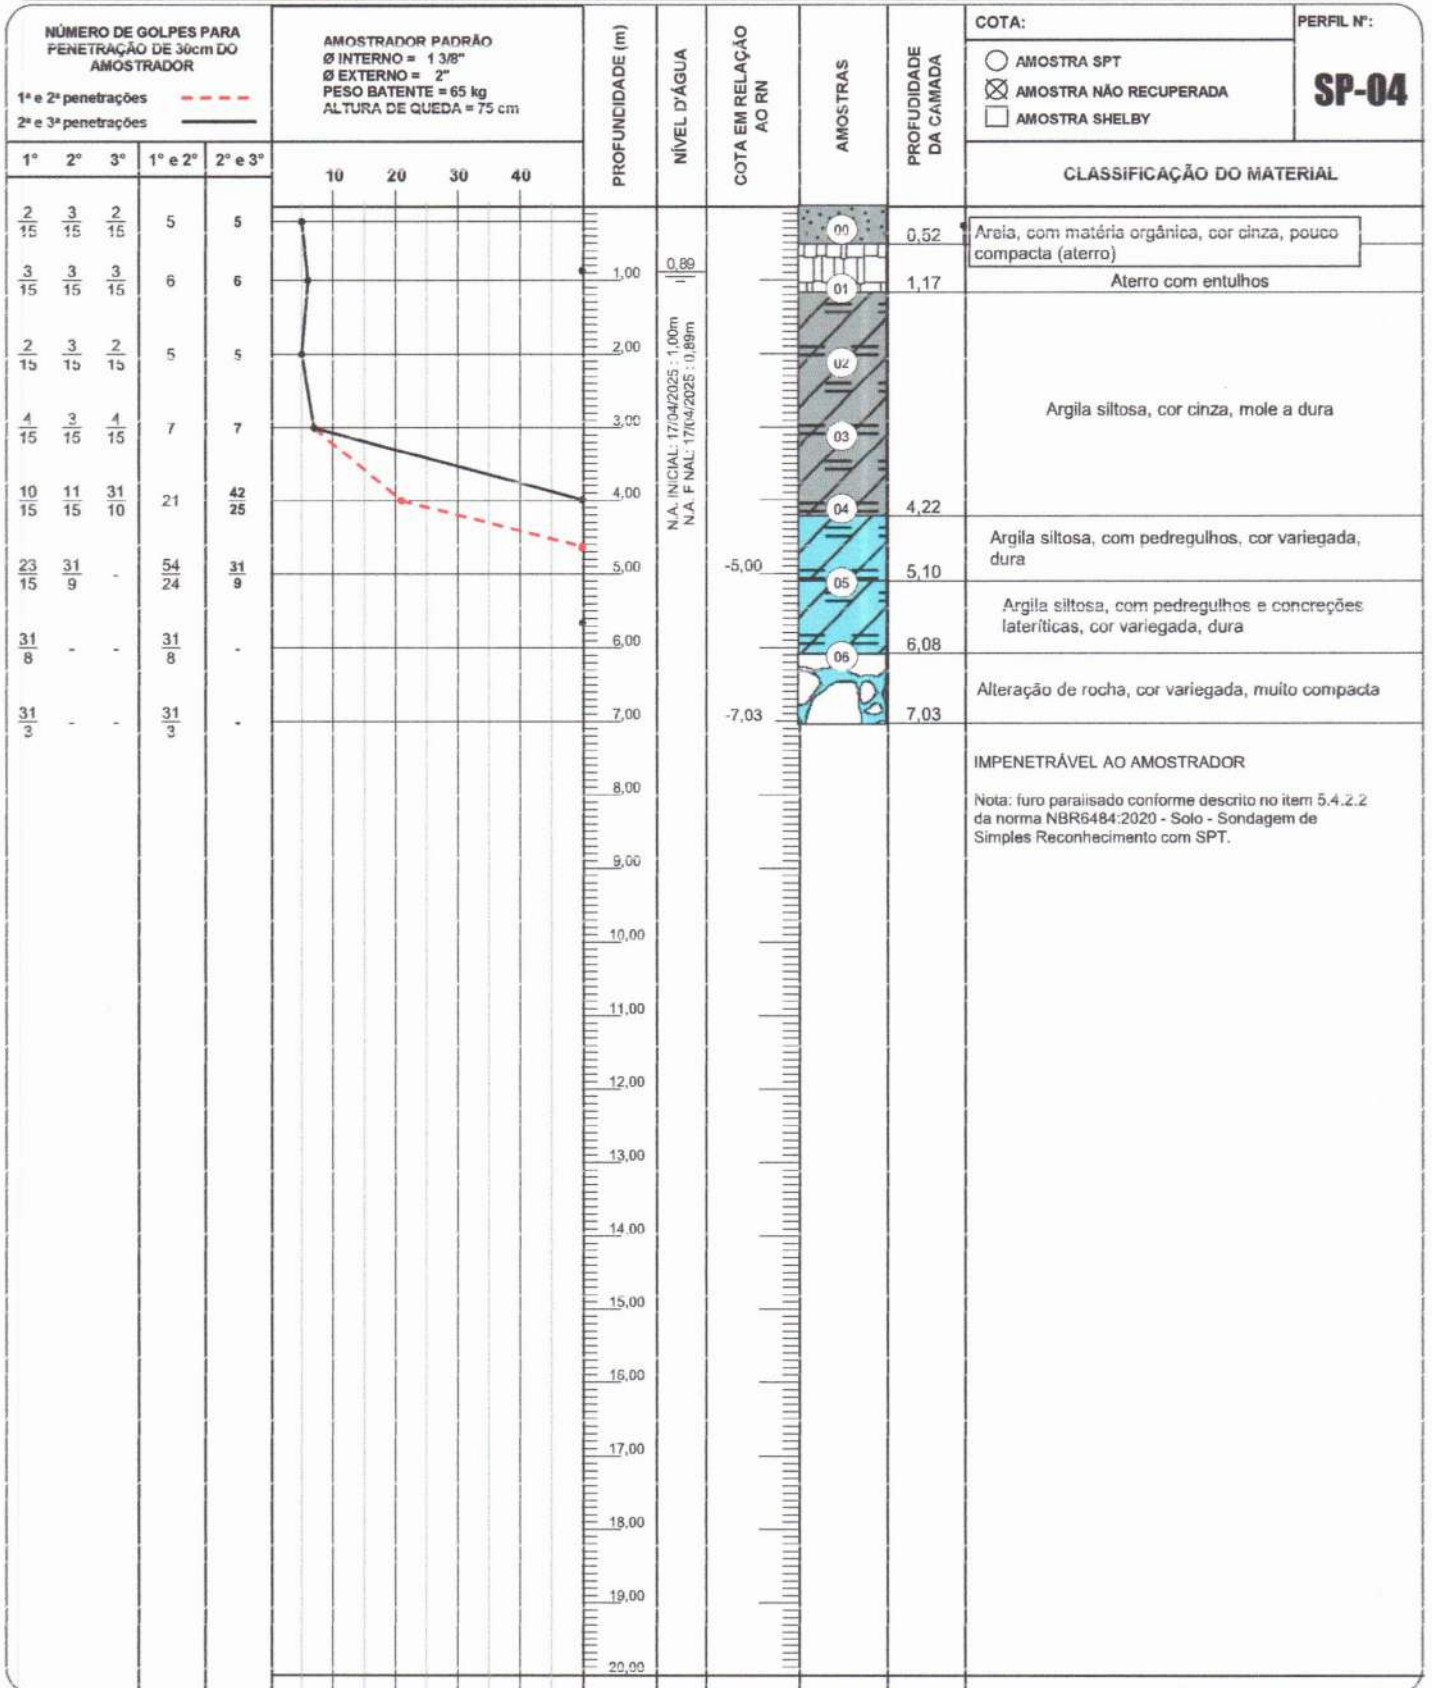 NÚMERO DE GOLPES PARA
PENETRAÇÃO DE 30cm DO
AMOSTRADOR
1ª e 2ª penetrações
2ª e 3ª penetrações
AMOSTRADOR PADRÃO
Ø INTERNO = 1 3/8"
Ø EXTERNO = 2"
PESO BATENTE = 65 kg
ALTURA DE QUEDA = 75 cm
PROFUNDIDADE (m)
NÍVEL D'ÁGUA
COTA EM RELAÇÃO
AO RN
AMOSTRAS
PROFUDIDADE
DA CAMADA
COTA:
AMOSTRA SPT
AMOSTRA NÃO RECUPERADA
AMOSTRA SHELBY
PERFIL Nº:
SP-04
CLASSIFICAÇÃO DO MATERIAL
1° 2° 3° 1° e 2° 2° e 3°
10 20 30 40
2/15 3/15 2/15 5 5
00 0,52
Areia, com matéria orgânica, cor cinza, pouco
compacta (aterro)
3/15 3/15 3/15 6 6
1,00 0,89
01 1,17 Aterro com entulhos
2/15 3/15 2/15 5 5
2,00
02
N.A. INICIAL: 17/04/2025 : 1,00m
N.A. F NAL: 17/04/2025 : 0,89m
Argila siltosa, cor cinza, mole a dura
4/15 3/15 4/15 7 7
3,00
03
10/15 11/15 31/10 21 42/25
4,00
04 4,22
Argila siltosa, com pedregulhos, cor variegada,
dura
23/15 31/9 - 54/24 31/9
5,00 -5,00
05 5,10
Argila siltosa, com pedregulhos e concreções
lateríticas, cor variegada, dura
31/8 - - 31/8 -
6,00
06 6,08
Alteração de rocha, cor variegada, muito compacta
31/3 - - 31/3 -
7,00 -7,03 7,03
IMPENETRÁVEL AO AMOSTRADOR
Nota: furo paralisado conforme descrito no item 5.4.2.2
da norma NBR6484:2020 - Solo - Sondagem de
Simples Reconhecimento com SPT.
8,00
9,00
10,00
11,00
12,00
13,00
14,00
15,00
16,00
17,00
18,00
19,00
20,00